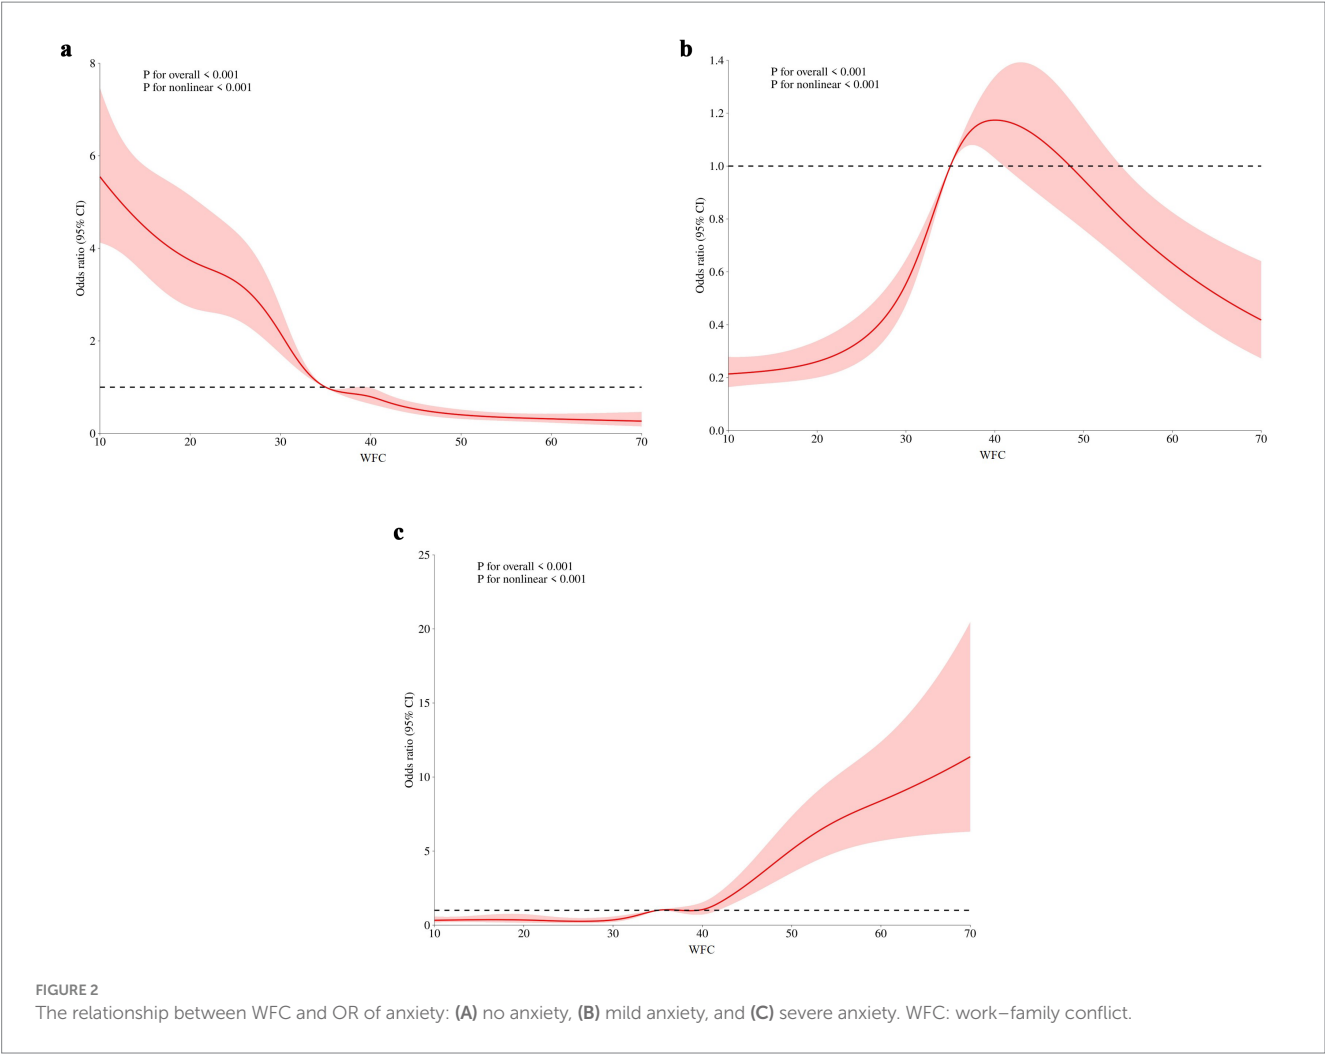 a
P for overall < 0.001
P for nonlinear < 0.001
8
6
4
2
0
Odds ratio (95% CI)
10 20 30 40 50 60 70
WFC
b
P for overall < 0.001
P for nonlinear < 0.001
1.4
1.2
1.0
0.8
0.6
0.4
0.2
0.0
Odds ratio (95% CI)
10 20 30 40 50 60 70
WFC
c
P for overall < 0.001
P for nonlinear < 0.001
25
20
15
10
5
0
Odds ratio (95% CI)
10 20 30 40 50 60 70
WFC
FIGURE 2
The relationship between WFC and OR of anxiety: (A) no anxiety, (B) mild anxiety, and (C) severe anxiety. WFC: work–family conflict.